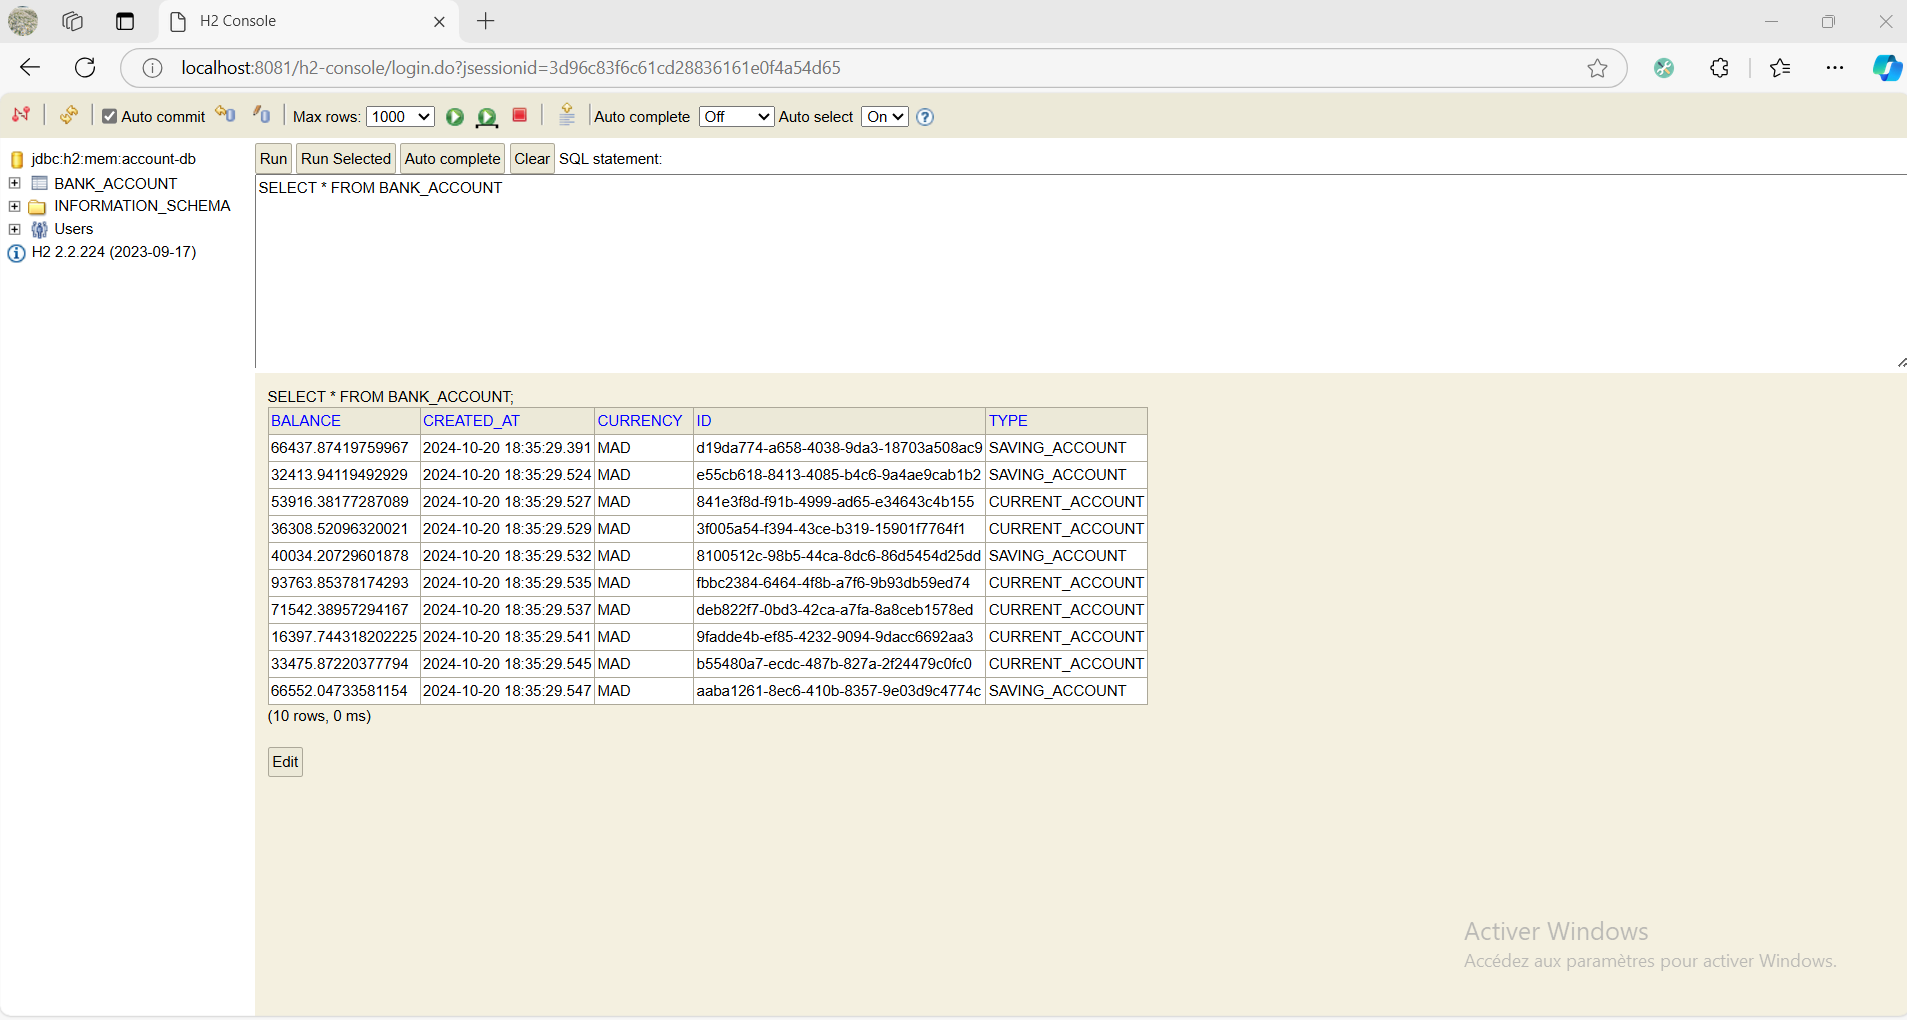 H2 Console
localhost:8081/h2-console/login.do?jsessionid=3d96c83f6c61cd28836161e0f4a54d65
Auto commit Max rows: 1000 Auto complete Off Auto select On
jdbc:h2:mem:account-db
BANK_ACCOUNT
INFORMATION_SCHEMA
Users
H2 2.2.224 (2023-09-17)
Run Run Selected Auto complete Clear SQL statement:
SELECT * FROM BANK_ACCOUNT
SELECT * FROM BANK_ACCOUNT;
BALANCE CREATED_AT CURRENCY ID TYPE
66437.87419759967 2024-10-20 18:35:29.391 MAD d19da774-a658-4038-9da3-18703a508ac9 SAVING_ACCOUNT
32413.94119492929 2024-10-20 18:35:29.524 MAD e55cb618-8413-4085-b4c6-9a4ae9cab1b2 SAVING_ACCOUNT
53916.38177287089 2024-10-20 18:35:29.527 MAD 841e3f8d-f91b-4999-ad65-e34643c4b155 CURRENT_ACCOUNT
36308.52096320021 2024-10-20 18:35:29.529 MAD 3f005a54-f394-43ce-b319-15901f7764f1 CURRENT_ACCOUNT
40034.20729601878 2024-10-20 18:35:29.532 MAD 8100512c-98b5-44ca-8dc6-86d5454d25dd SAVING_ACCOUNT
93763.85378174293 2024-10-20 18:35:29.535 MAD fbbc2384-6464-4f8b-a7f6-9b93db59ed74 CURRENT_ACCOUNT
71542.38957294167 2024-10-20 18:35:29.537 MAD deb822f7-0bd3-42ca-a7fa-8a8ceb1578ed CURRENT_ACCOUNT
16397.744318202225 2024-10-20 18:35:29.541 MAD 9fadde4b-ef85-4232-9094-9dacc6692aa3 CURRENT_ACCOUNT
33475.87220377794 2024-10-20 18:35:29.545 MAD b55480a7-ecdc-487b-827a-2f24479c0fc0 CURRENT_ACCOUNT
66552.04733581154 2024-10-20 18:35:29.547 MAD aaba1261-8ec6-410b-8357-9e03d9c4774c SAVING_ACCOUNT
(10 rows, 0 ms)
Edit
Activer Windows
Accédez aux paramètres pour activer Windows.